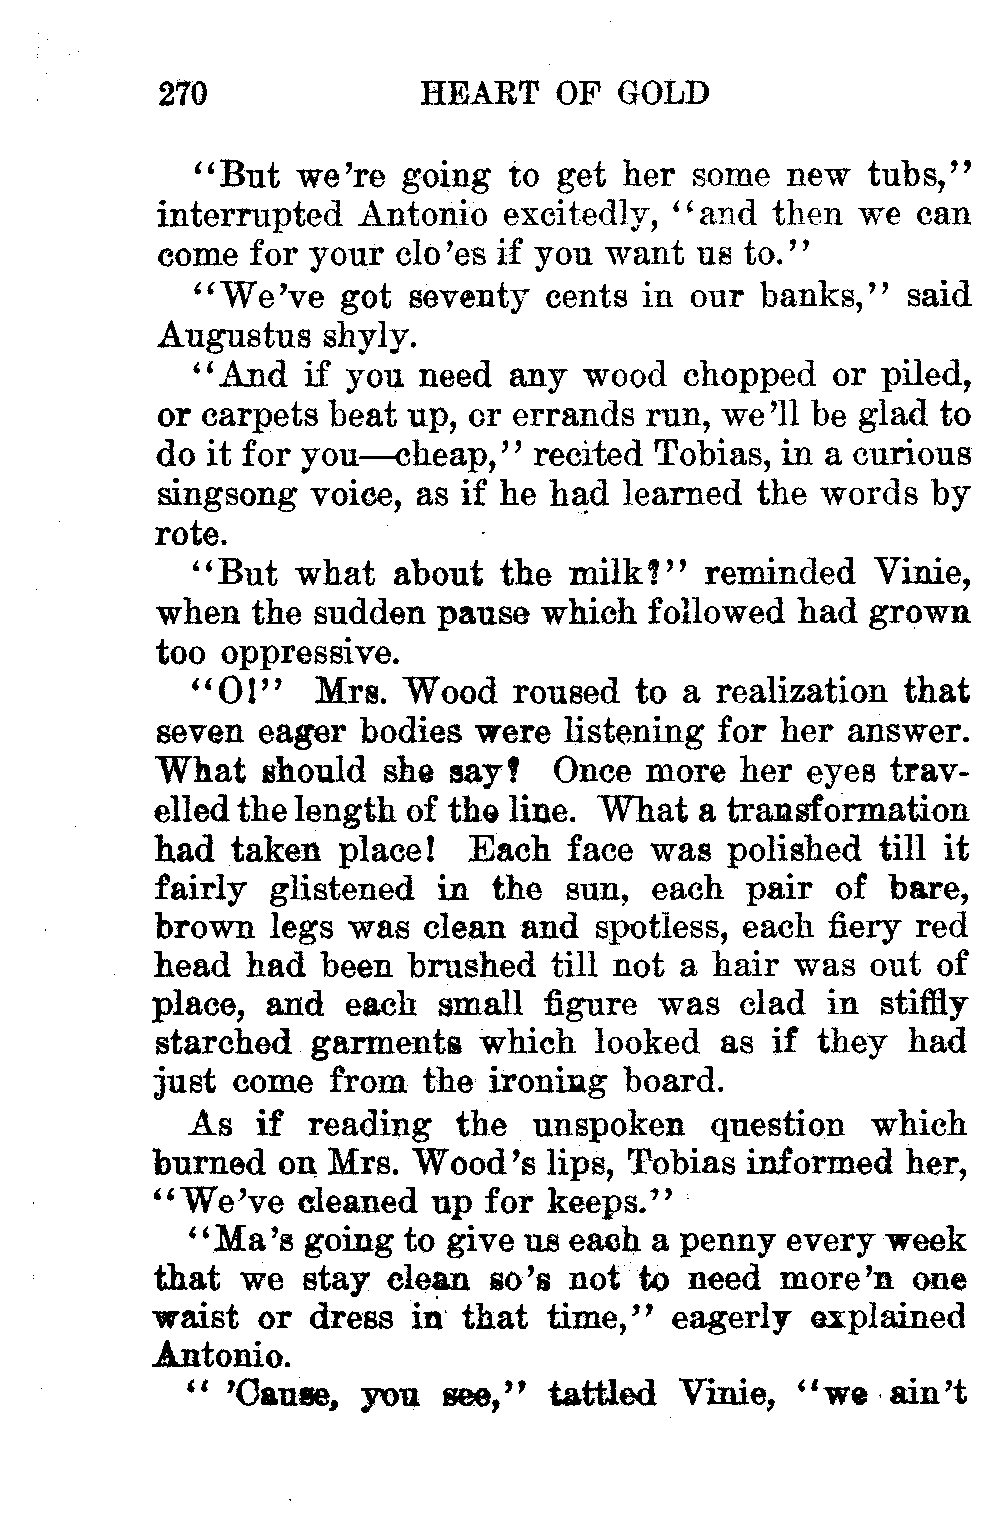 270 HEART OF GOLD
"But we're going to get her some new tubs,"
interrupted Antonio excitedly, "and then we can
come for your clo'es if you want us to."
"We've got seventy cents in our banks," said
Augustus shyly.
"And if you need any wood chopped or piled,
or carpets beat up, or errands run, we'll be glad to
do it for you—cheap," recited Tobias, in a curious
singsong voice, as if he had learned the words by
rote.
"But what about the milk?" reminded Vinie,
when the sudden pause which followed had grown
too oppressive.
"O!" Mrs. Wood roused to a realization that
seven eager bodies were listening for her answer.
What should she say? Once more her eyes trav-
elled the length of the line. What a transformation
had taken place! Each face was polished till it
fairly glistened in the sun, each pair of bare,
brown legs was clean and spotless, each fiery red
head had been brushed till not a hair was out of
place, and each small figure was clad in stiffly
starched garments which looked as if they had
just come from the ironing board.
As if reading the unspoken question which
burned on Mrs. Wood's lips, Tobias informed her,
"We've cleaned up for keeps."
"Ma's going to give us each a penny every week
that we stay clean so's not to need more'n one
waist or dress in that time," eagerly explained
Antonio.
" 'Cause, you see," tattled Vinie, "we ain't